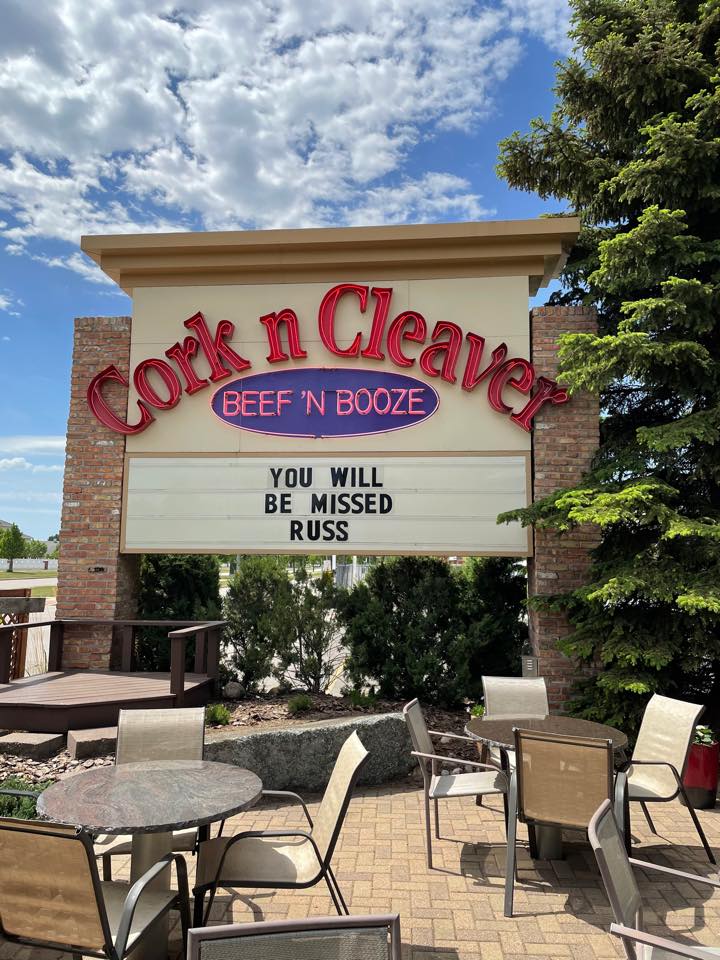 Cork n Cleaver
BEEF 'N BOOZE
YOU WILL
BE MISSED
RUSS